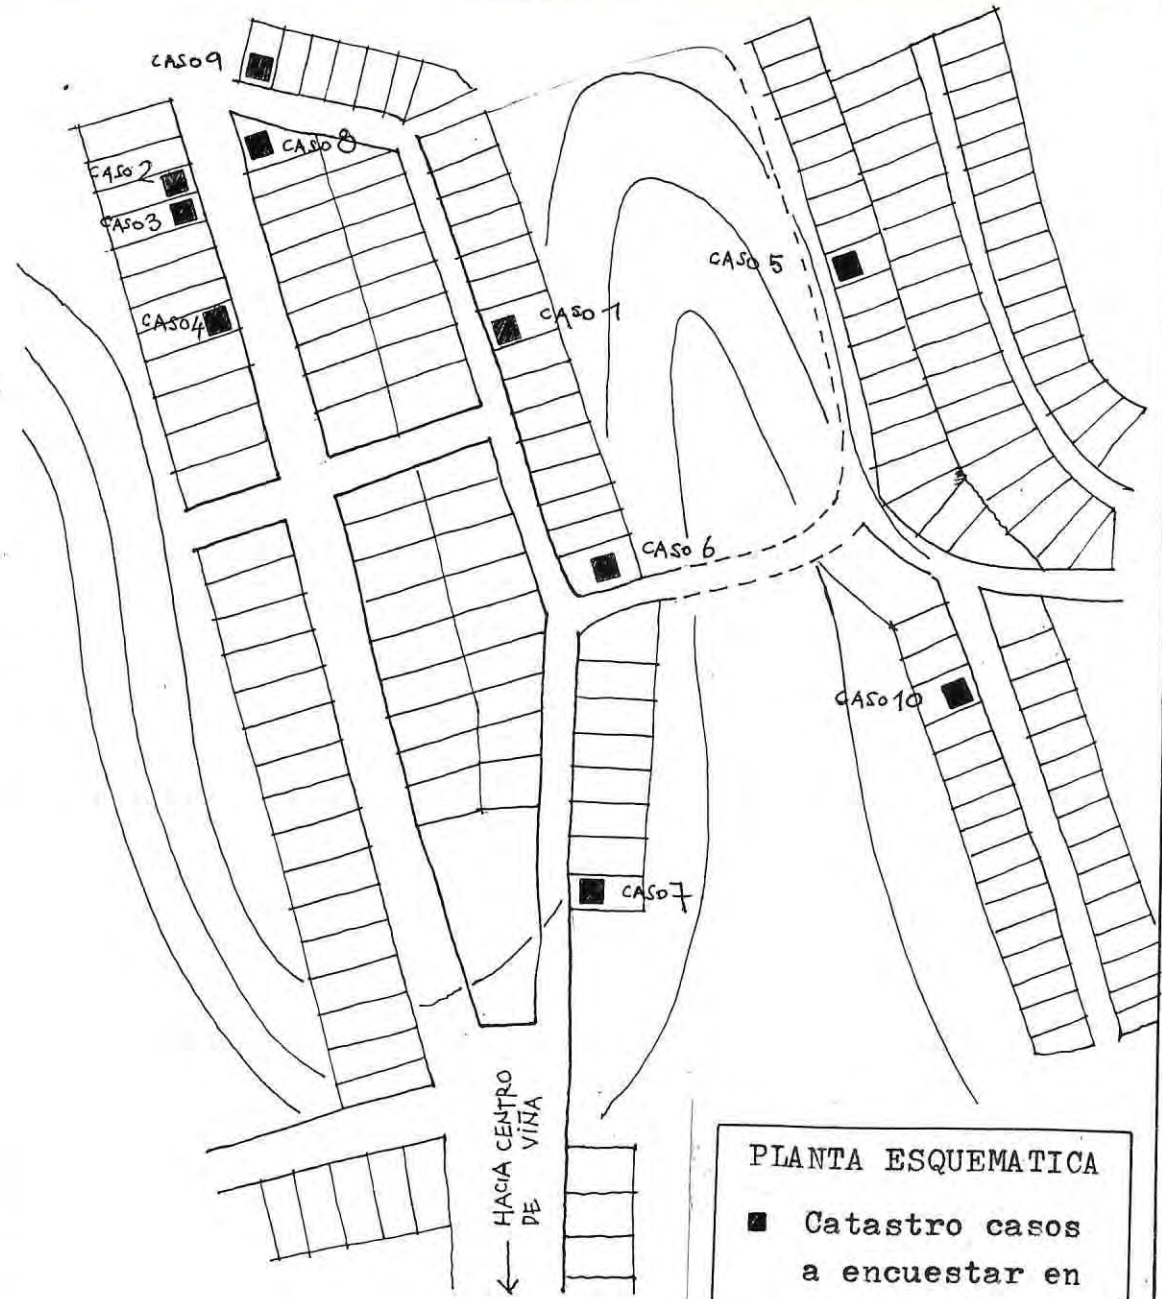 CASO 9
CASO 8
CASO 2
CASO 3
CASO 5
CASO 4
CASO 1
CASO 6
CASO 10
CASO 7
HACIA CENTRO
DE VIÑA
PLANTA ESQUEMATICA
Catastro casos
a encuestar en